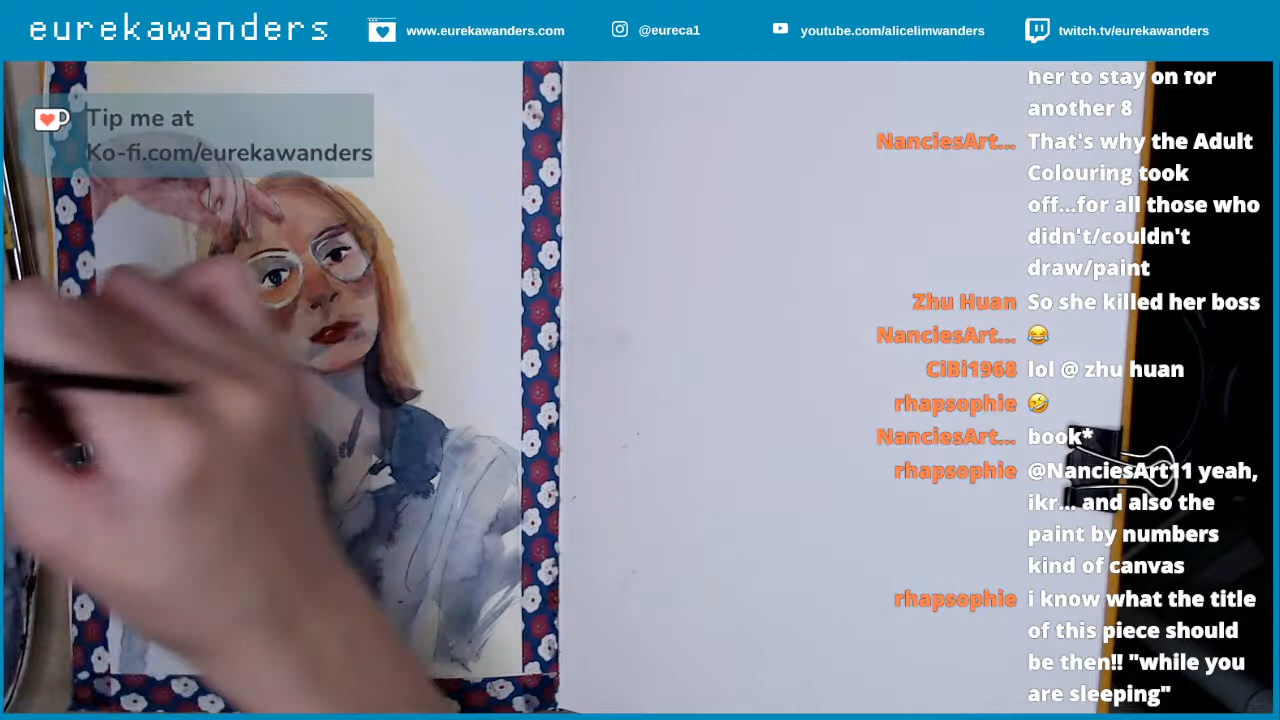 eurekawanders
www.eurekawanders.com
@eureca1
youtube.com/alicelimwanders
twitch.tv/eurekawanders
Tip me at
Ko-fi.com/eurekawanders
her to stay on for
another 8
NanciesArt... That's why the Adult
Colouring took
off...for all those who
didn't/couldn't
draw/paint
Zhu Huan So she killed her boss
NanciesArt... 😂
CiBi1968 lol @ zhu huan
rhapsophie 🤣
NanciesArt... book*
rhapsophie @NanciesArt11 yeah,
ikr... and also the
paint by numbers
kind of canvas
rhapsophie i know what the title
of this piece should
be then!! "while you
are sleeping"